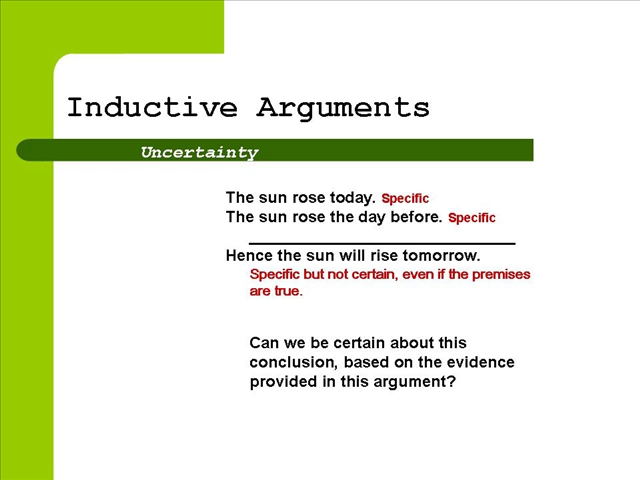 Inductive Arguments
Uncertainty
The sun rose today. Specific
The sun rose the day before. Specific
Hence the sun will rise tomorrow.
Specific but not certain, even if the premises
are true.
Can we be certain about this
conclusion, based on the evidence
provided in this argument?